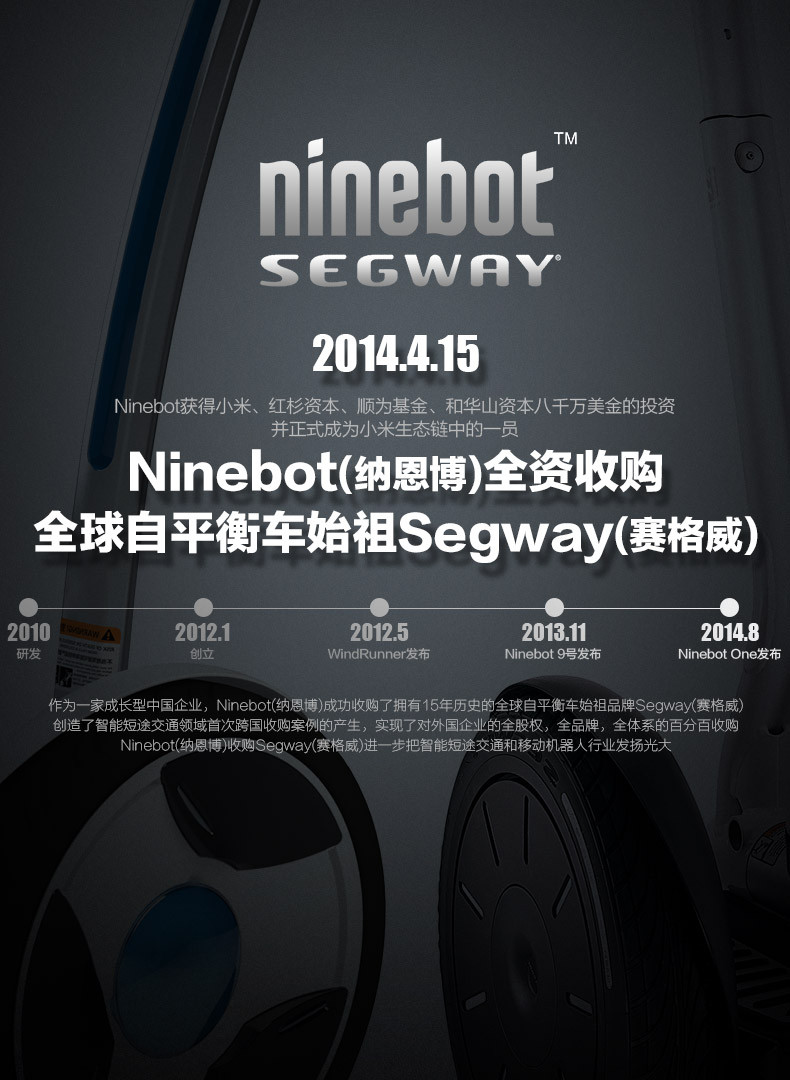 ninebot™
SEGWAY®
2014.4.15
Ninebot获得小米、红杉资本、顺为基金、和华山资本八千万美金的投资
并正式成为小米生态链中的一员
Ninebot(纳恩博)全资收购
全球自平衡车始祖Segway(赛格威)
2010
研发
2012.1
创立
2012.5
WindRunner发布
2013.11
Ninebot 9号发布
2014.8
Ninebot One发布
作为一家成长型中国企业，Ninebot(纳恩博)成功收购了拥有15年历史的全球自平衡车始祖品牌Segway(赛格威)
创造了智能短途交通领域首次跨国收购案例的产生，实现了对外国企业的全股权，全品牌，全体系的百分百收购
Ninebot(纳恩博)收购Segway(赛格威)进一步把智能短途交通和移动机器人行业发扬光大